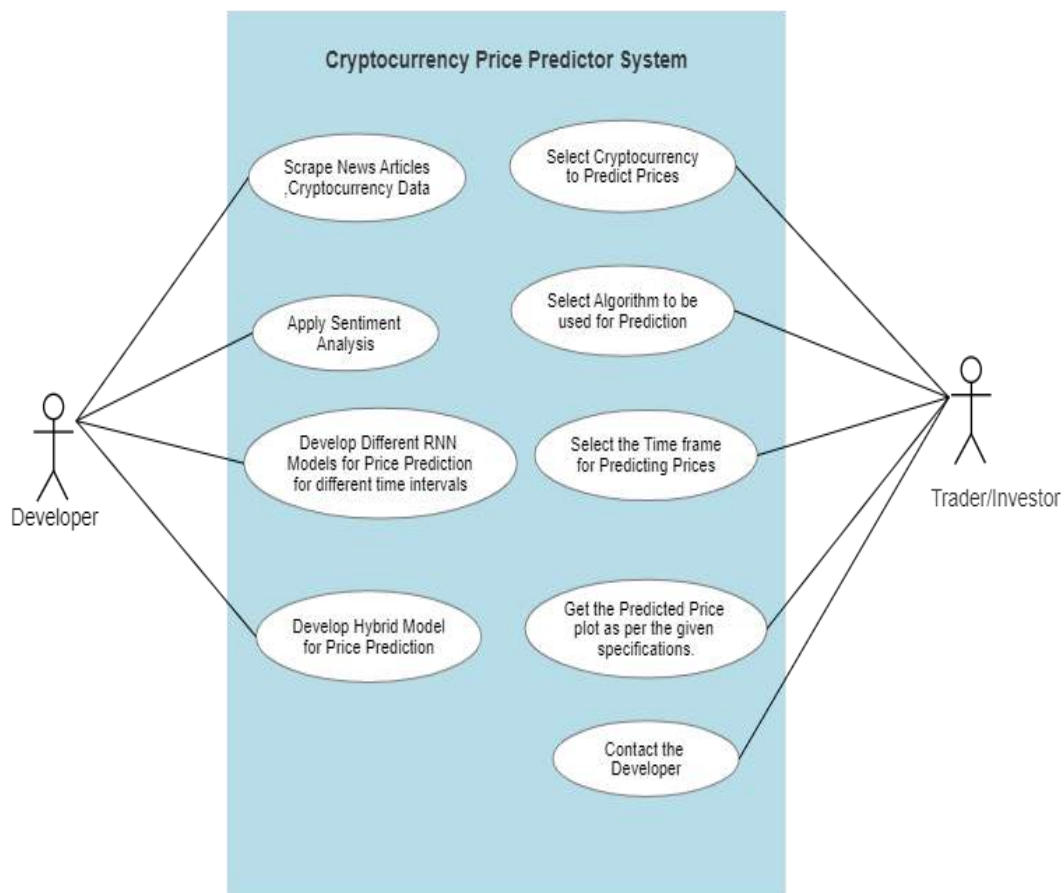 Cryptocurrency Price Predictor System
Scrape News Articles
,Cryptocurrency Data
Apply Sentiment
Analysis
Develop Different RNN
Models for Price Prediction
for different time intervals
Develop Hybrid Model
for Price Prediction
Select Cryptocurrency
to Predict Prices
Select Algorithm to be
used for Prediction
Select the Time frame
for Predicting Prices
Get the Predicted Price
plot as per the given
specifications.
Contact the
Developer
Developer
Trader/Investor